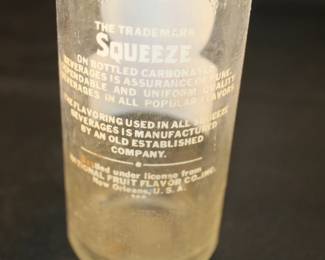 THE TRADEMARK
SQUEEZE
ON BOTTLED CARBONATED
BEVERAGES IS ASSURANCE OF PURE,
DEPENDABLE AND UNIFORM QUALITY
BEVERAGES IN ALL POPULAR FLAVORS
THE FLAVORING USED IN ALL SQUEEZE
BEVERAGES IS MANUFACTURED
BY AN OLD ESTABLISHED
COMPANY.
Bottled under license from
NATIONAL FRUIT FLAVOR CO., INC.
New Orleans, U. S. A.